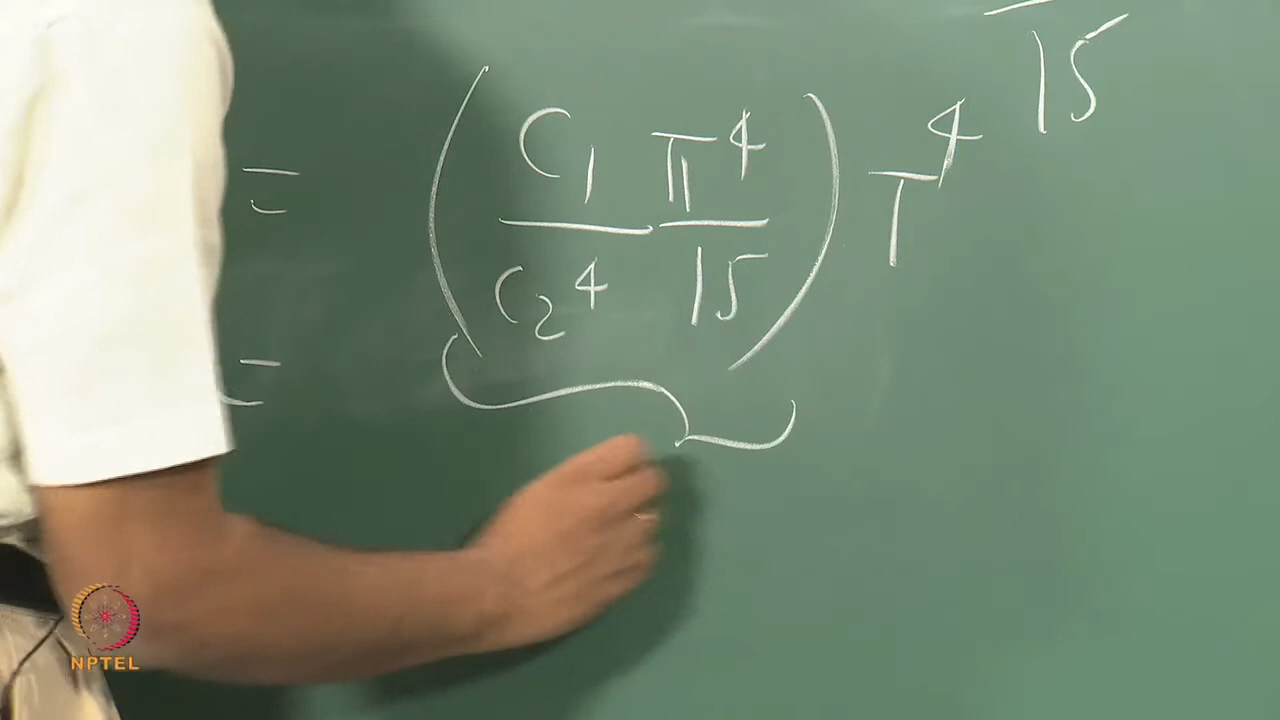 15
= ( C₁ π⁴ / C₂⁴ 15 ) T⁴
=
NPTEL